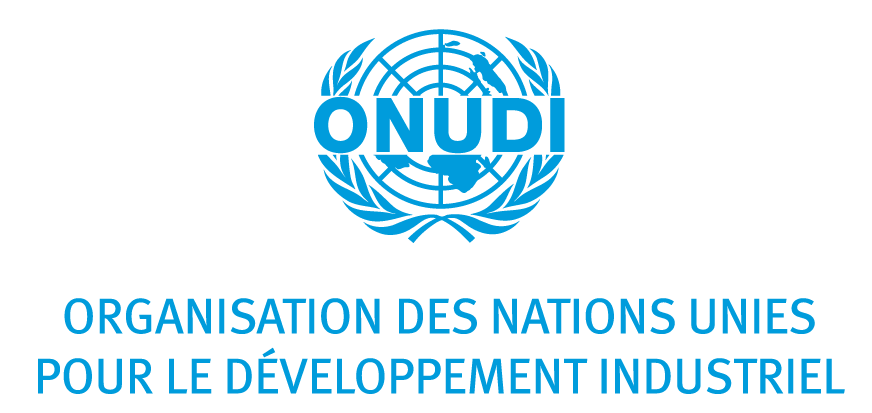 ONUDI
ORGANISATION DES NATIONS UNIES
POUR LE DÉVELOPPEMENT INDUSTRIEL